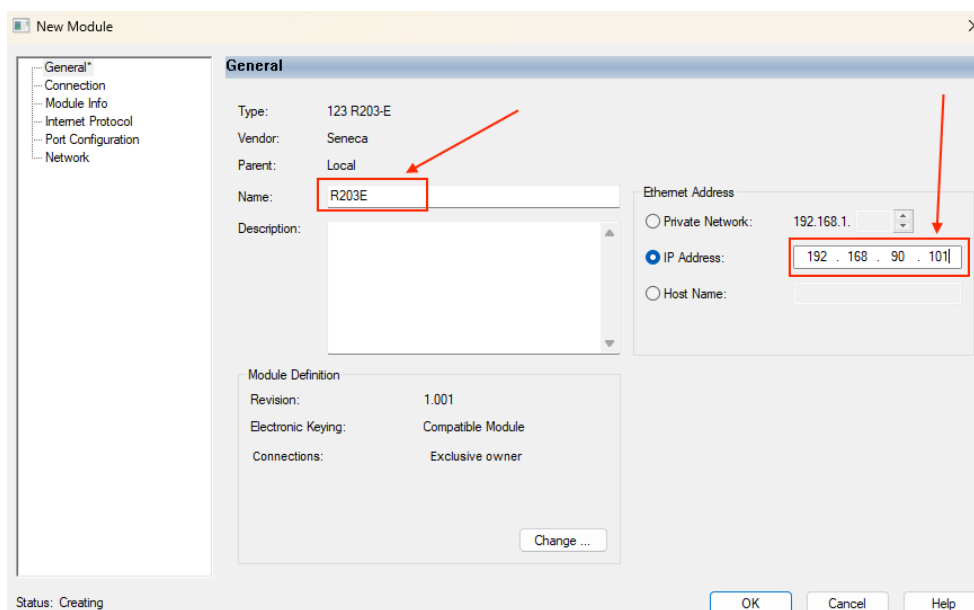 New Module
General*
Connection
Module Info
Internet Protocol
Port Configuration
Network
General
Type: 123 R203-E
Vendor: Seneca
Parent: Local
Name: R203E
Description:
Ethernet Address
Private Network: 192.168.1.
IP Address: 192 . 168 . 90 . 101
Host Name:
Module Definition
Revision: 1.001
Electronic Keying: Compatible Module
Connections: Exclusive owner
Change ...
Status: Creating
OK Cancel Help